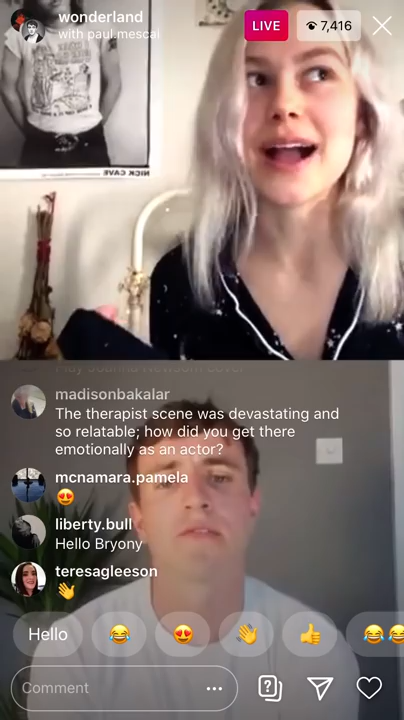 wonderland
with paul.mescal
LIVE
7,416
NICK CAVE
madisonbakalar
The therapist scene was devastating and
so relatable; how did you get there
emotionally as an actor?
mcnamara.pamela
😍
liberty.bull
Hello Bryony
teresagleeson
👋
Hello 😂 😍 👋 👍 😂😂
Comment